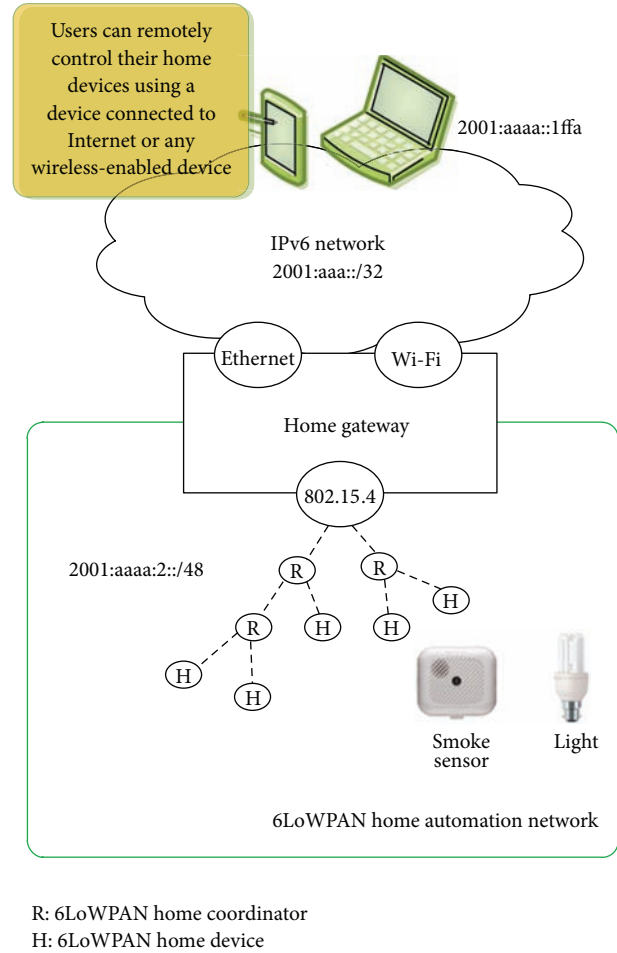 Users can remotely
control their home
devices using a
device connected to
Internet or any
wireless-enabled device
2001:aaaa::1ffa
IPv6 network
2001:aaa::/32
Ethernet
Wi-Fi
Home gateway
802.15.4
2001:aaaa:2::/48
R
R
R
H
H
H
H
H
Smoke
sensor
Light
6LoWPAN home automation network
R: 6LoWPAN home coordinator
H: 6LoWPAN home device